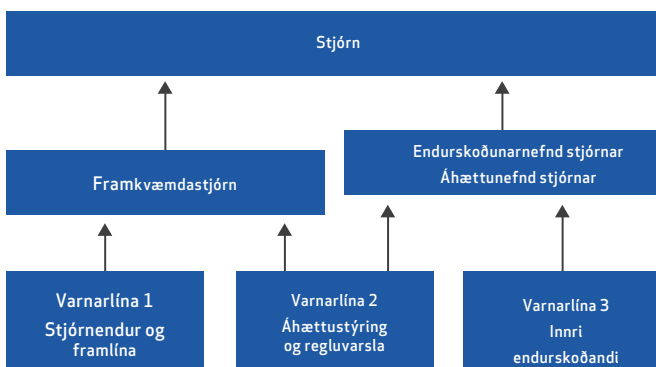 Stjórn
Endurskoðunarnefnd stjórnar
Áhættunefnd stjórnar
Framkvæmdastjórn
Varnarlína 1
Stjórnendur og
framlína
Varnarlína 2
Áhættustýring
og regluvarsla
Varnarlína 3
Innri
endurskoðandi